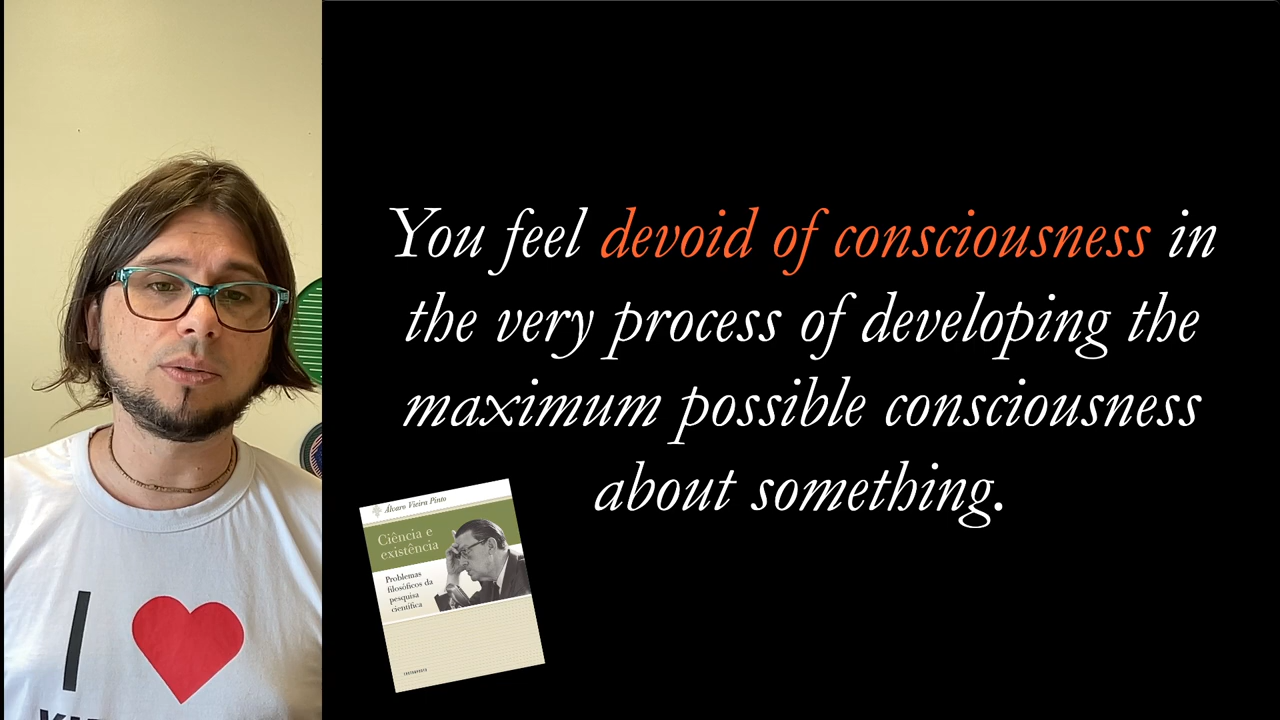 You feel devoid of consciousness in
the very process of developing the
maximum possible consciousness
about something.
Álvaro Vieira Pinto
Ciência e
existência
Problemas
filosóficos da
pesquisa
científica
I